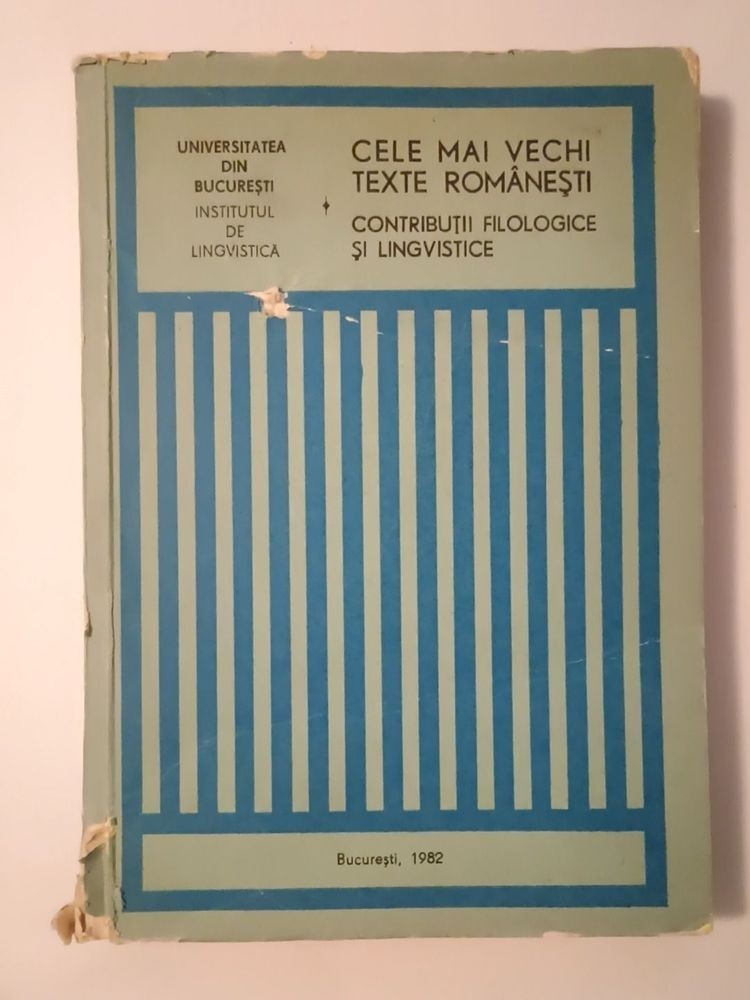 UNIVERSITATEA
DIN
BUCUREȘTI
INSTITUTUL
DE
LINGVISTICĂ
CELE MAI VECHI
TEXTE ROMÂNEȘTI
CONTRIBUȚII FILOLOGICE
ȘI LINGVISTICE
București, 1982